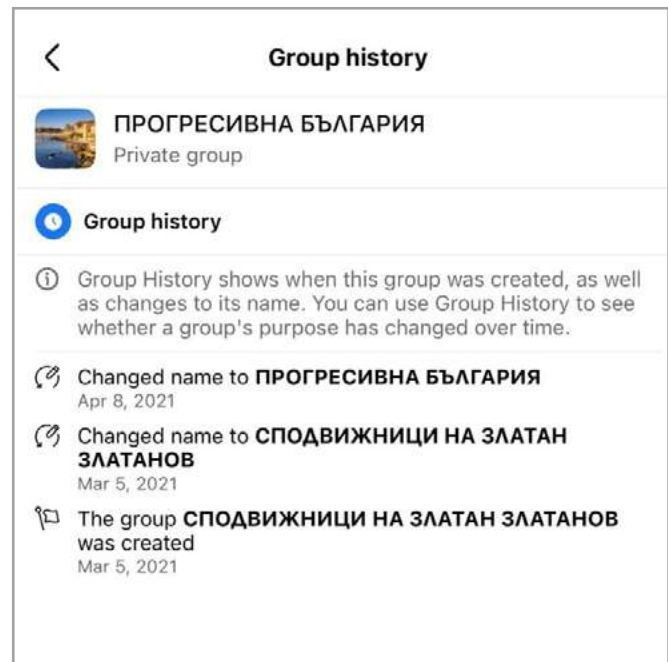 Group history
ПРОГРЕСИВНА БЪЛГАРИЯ
Private group
Group history
Group History shows when this group was created, as well
as changes to its name. You can use Group History to see
whether a group's purpose has changed over time.
Changed name to ПРОГРЕСИВНА БЪЛГАРИЯ
Apr 8, 2021
Changed name to СПОДВИЖНИЦИ НА ЗЛАТАН
ЗЛАТАНОВ
Mar 5, 2021
The group СПОДВИЖНИЦИ НА ЗЛАТАН ЗЛАТАНОВ
was created
Mar 5, 2021